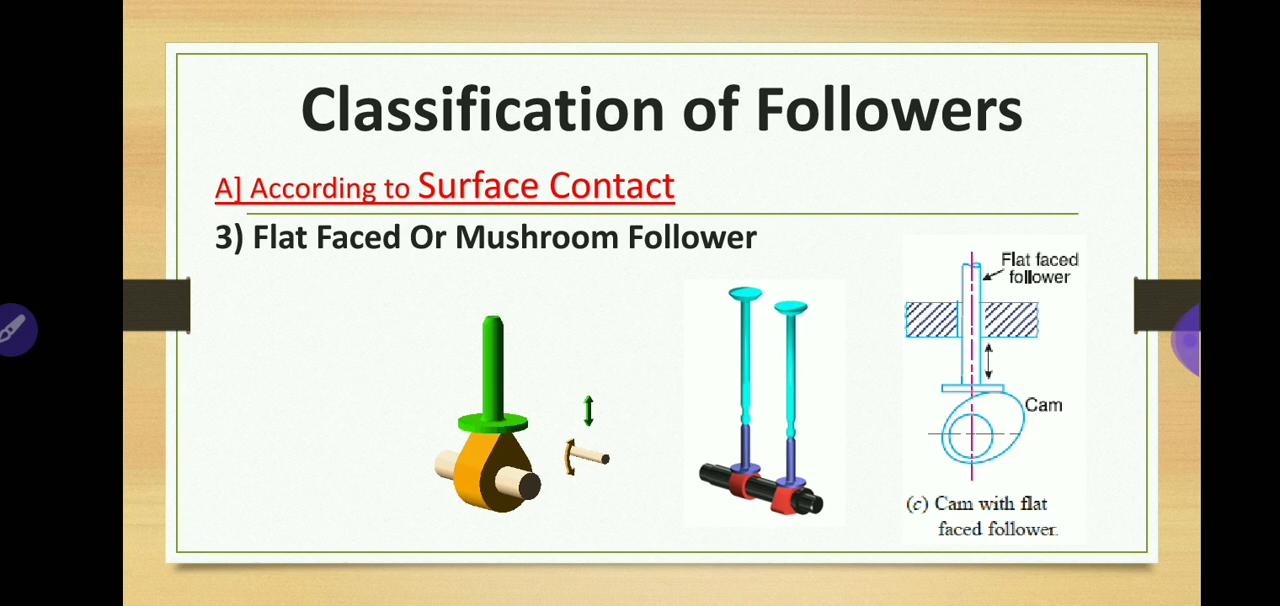 Classification of Followers
A] According to Surface Contact
3) Flat Faced Or Mushroom Follower
Flat faced
follower
Cam
(c) Cam with flat
faced follower.